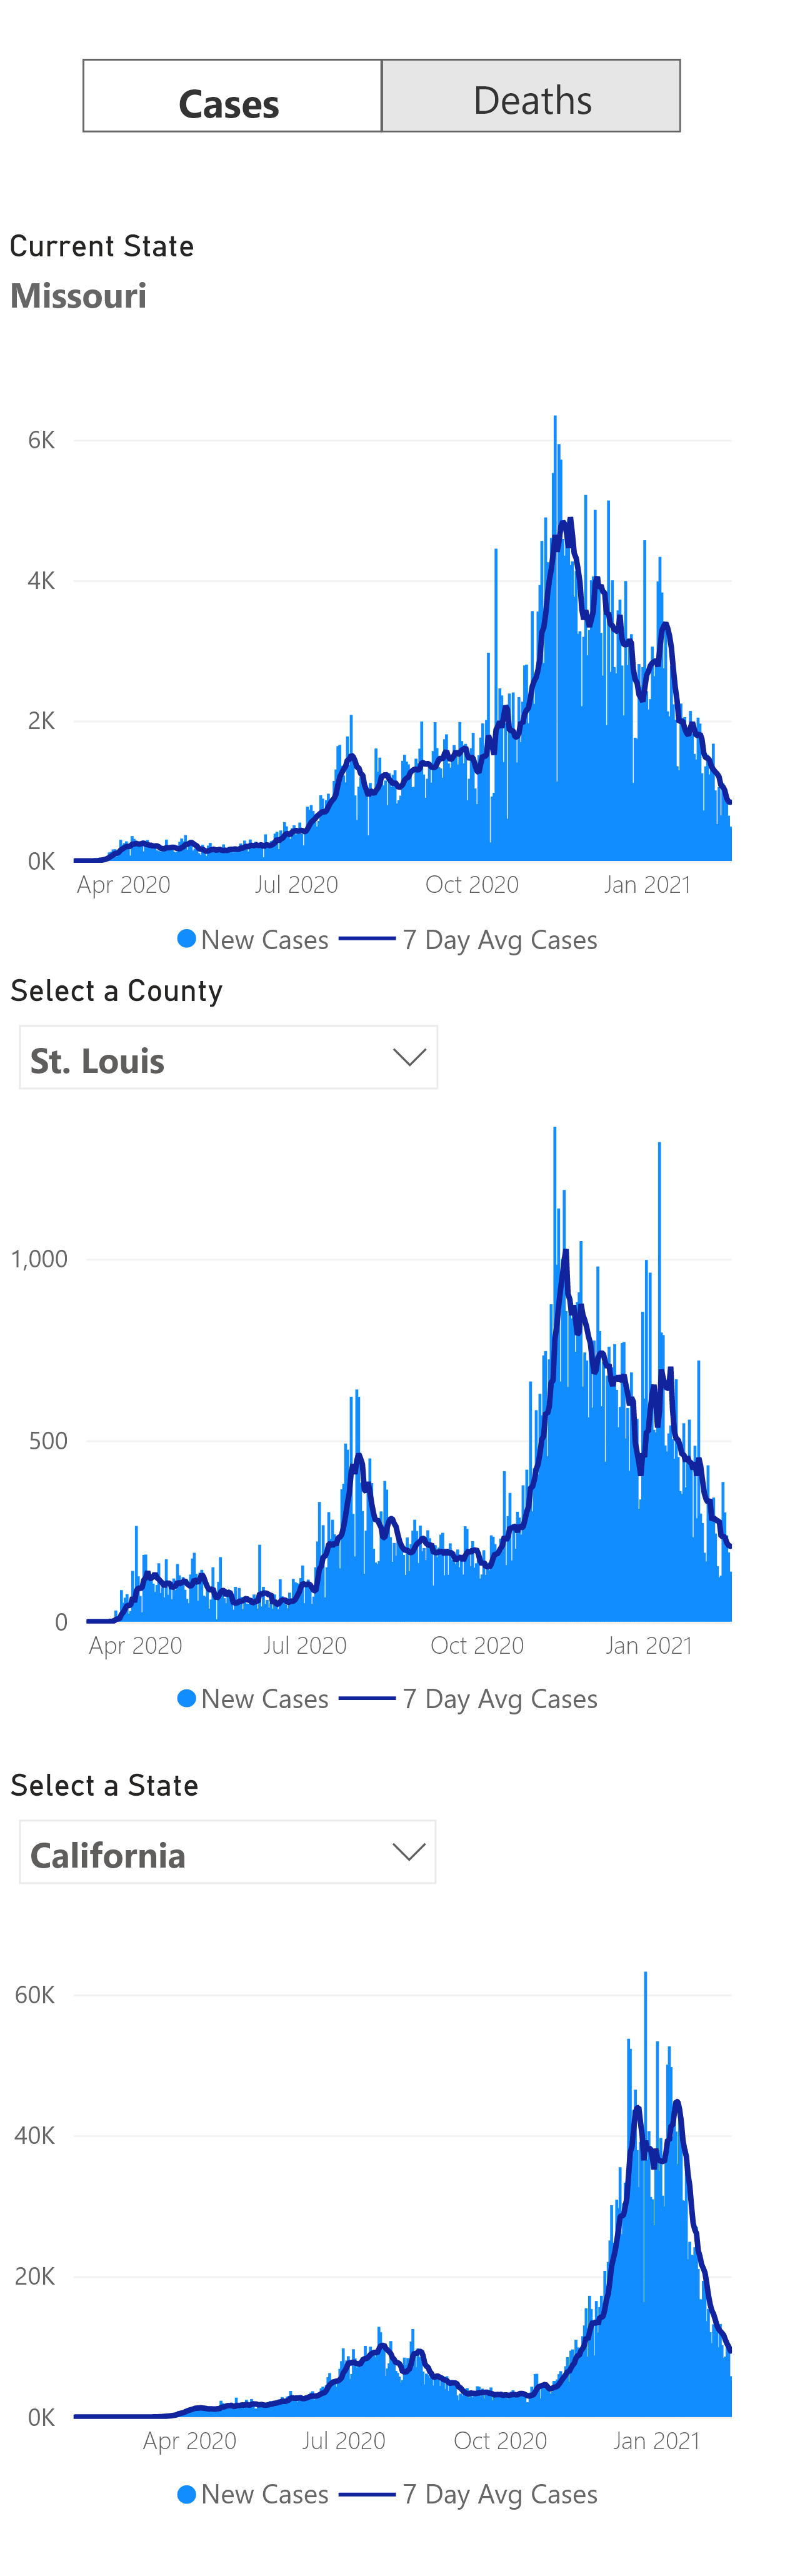 Cases Deaths
Current State
Missouri
6K
4K
2K
0K
Apr 2020 Jul 2020 Oct 2020 Jan 2021
New Cases 7 Day Avg Cases
Select a County
St. Louis
1,000
500
0
Apr 2020 Jul 2020 Oct 2020 Jan 2021
New Cases 7 Day Avg Cases
Select a State
California
60K
40K
20K
0K
Apr 2020 Jul 2020 Oct 2020 Jan 2021
New Cases 7 Day Avg Cases